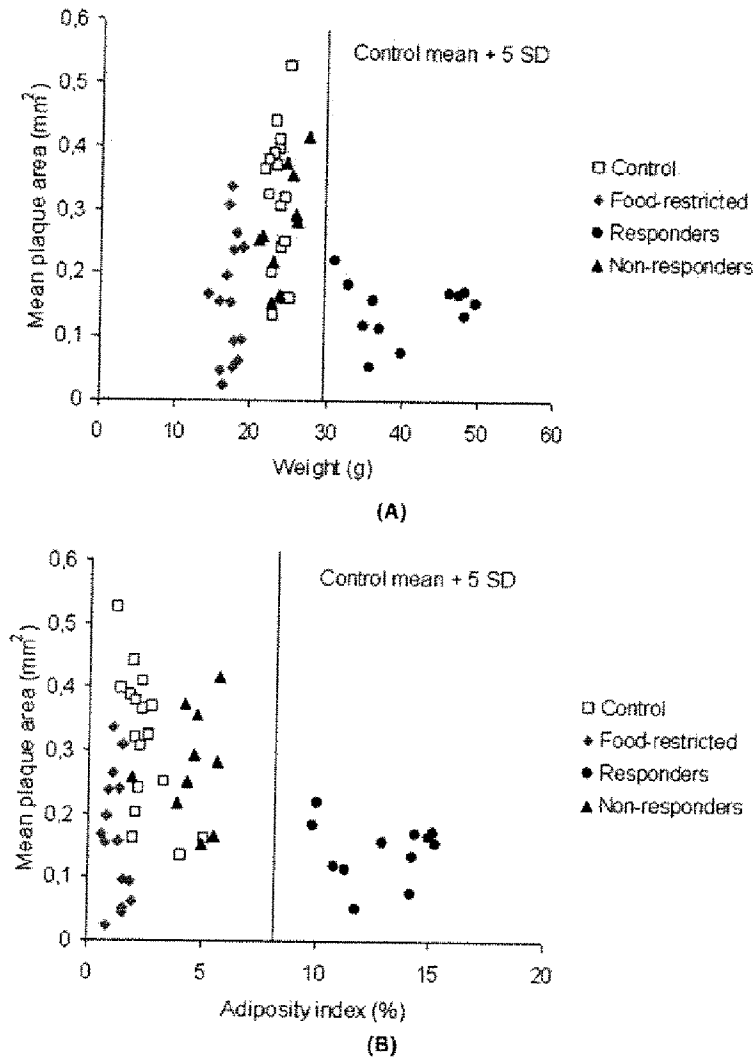 0,6
0,5
0,4
0,3
0,2
0,1
0
Mean plaque area (mm²)
Control mean + 5 SD
□ Control
◆ Food-restricted
● Responders
▲ Non-responders
0 10 20 30 40 50 60
Weight (g)
(A)
0,6
0,5
0,4
0,3
0,2
0,1
0
Mean plaque area (mm²)
Control mean + 5 SD
□ Control
◆ Food-restricted
● Responders
▲ Non-responders
0 5 10 15 20
Adiposity index (%)
(B)